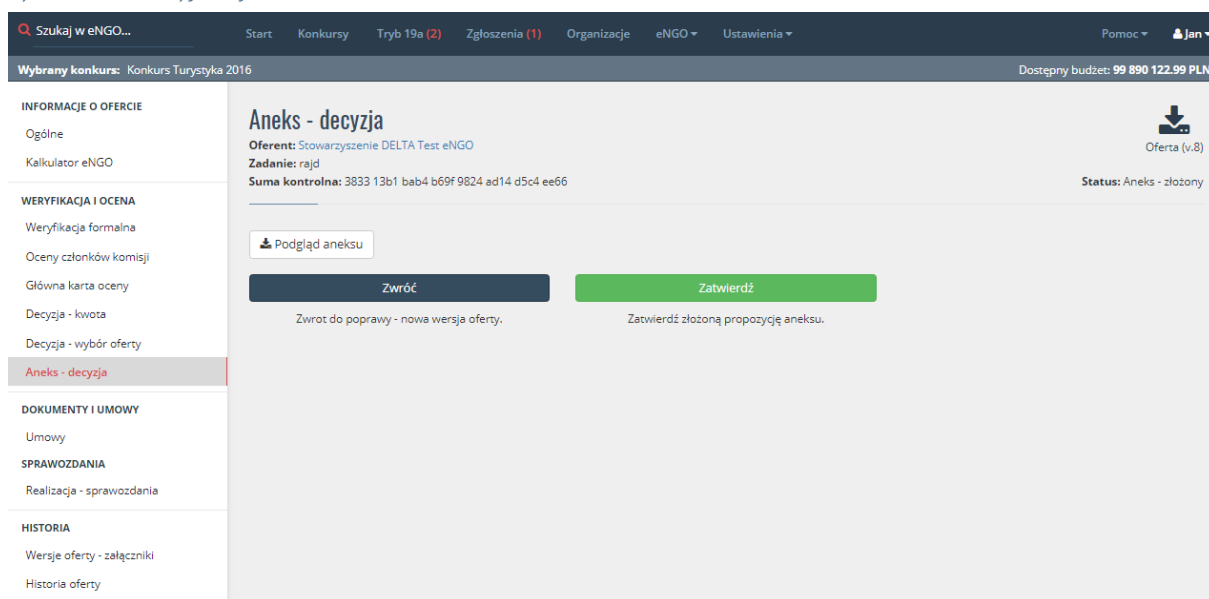 Szukaj w eNGO...
Start Konkursy Tryb 19a (2) Zgłoszenia (1) Organizacje eNGO Ustawienia Pomoc Jan
Wybrany konkurs: Konkurs Turystyka 2016 Dostępny budżet: 99 890 122.99 PLN
INFORMACJE O OFERCIE
Ogólne
Kalkulator eNGO
WERYFIKACJA I OCENA
Weryfikacja formalna
Oceny członków komisji
Główna karta oceny
Decyzja - kwota
Decyzja - wybór oferty
Aneks - decyzja
DOKUMENTY I UMOWY
Umowy
SPRAWOZDANIA
Realizacja - sprawozdania
HISTORIA
Wersje oferty - załączniki
Historia oferty
Aneks - decyzja
Oferent: Stowarzyszenie DELTA Test eNGO
Zadanie: rajd
Suma kontrolna: 3833 13b1 bab4 b69f 9824 ad14 d5c4 ee66
Oferta (v.8)
Status: Aneks - złożony
Podgląd aneksu
Zwróć
Zwrot do poprawy - nowa wersja oferty.
Zatwierdź
Zatwierdź złożoną propozycję aneksu.